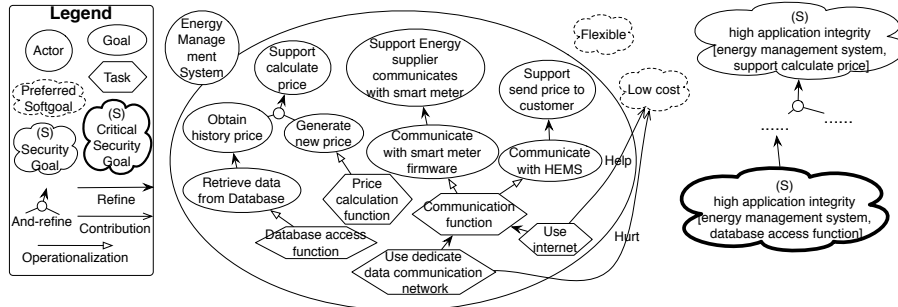 Legend
Actor
Goal
Preferred
Softgoal
Task
(S)
Security
Goal
(S)
Critical
Security
Goal
And-refine
Refine
Contribution
Operationalization
Energy
Manage
ment
System
Support
calculate
price
Support Energy
supplier
communicates
with smart meter
Support
send price to
customer
Flexible
Low cost
Obtain
history price
Generate
new price
Communicate
with smart meter
firmware
Communicate
with HEMS
Help
Retrieve data
from Database
Price
calculation
function
Communication
function
Database access
function
Use
internet
Hurt
Use dedicate
data communication
network
(S)
high application integrity
[energy management system,
support calculate price]
......
......
(S)
high application integrity
[energy management system,
database access function]